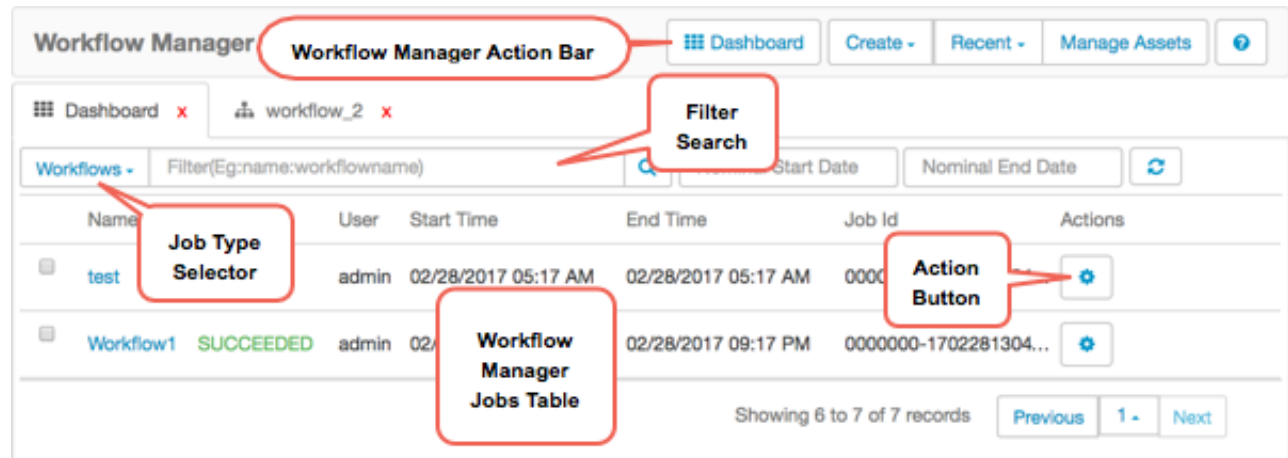 Workflow Manager
Workflow Manager Action Bar
Dashboard
Create
Recent
Manage Assets
Dashboard x
workflow_2 x
Filter
Search
Workflows
Filter(Eg:name:workflowname)
Start Date
Nominal End Date
Name
User
Start Time
End Time
Job Id
Actions
Job Type
Selector
test
admin
02/28/2017 05:17 AM
02/28/2017 05:17 AM
Action
Button
Workflow1
SUCCEEDED
admin
02/
02/28/2017 09:17 PM
0000000-1702281304...
Workflow
Manager
Jobs Table
Showing 6 to 7 of 7 records
Previous
1
Next